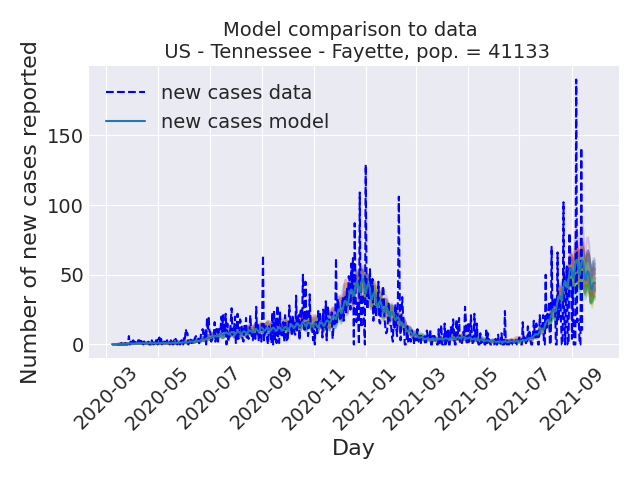 Model comparison to data
US - Tennessee - Fayette, pop. = 41133
new cases data
new cases model
Number of new cases reported
150
100
50
0
2020-03
2020-05
2020-07
2020-09
2020-11
2021-01
2021-03
2021-05
2021-07
2021-09
Day